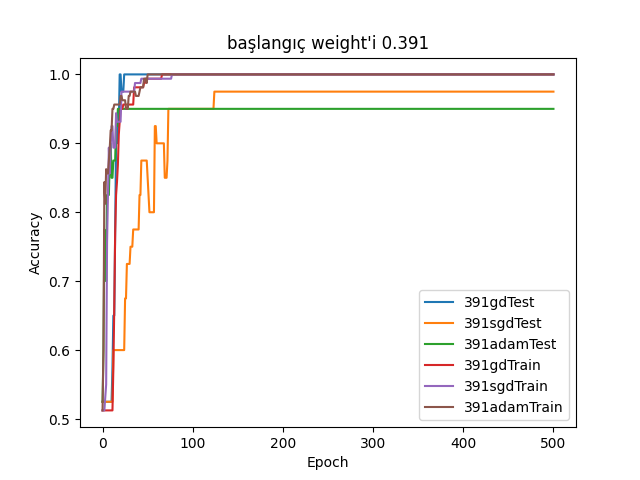 başlangıç weight'i 0.391
1.0
0.9
0.8
0.7
0.6
0.5
Accuracy
0
100
200
300
400
500
Epoch
391gdTest
391sgdTest
391adamTest
391gdTrain
391sgdTrain
391adamTrain